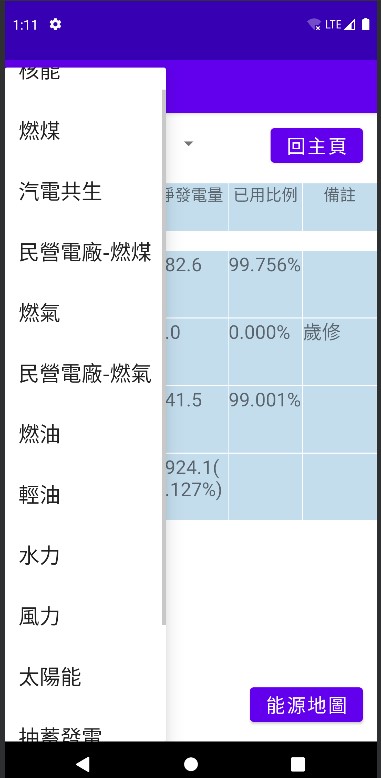 1:11
LTE
核能
燃煤
汽電共生
民營電廠-燃煤
燃氣
民營電廠-燃氣
燃油
輕油
水力
風力
太陽能
抽蓄發電
回主頁
淨發電量 已用比例 備註
82.6 99.756%
.0 0.000% 歲修
41.5 99.001%
924.1(
.127%)
能源地圖